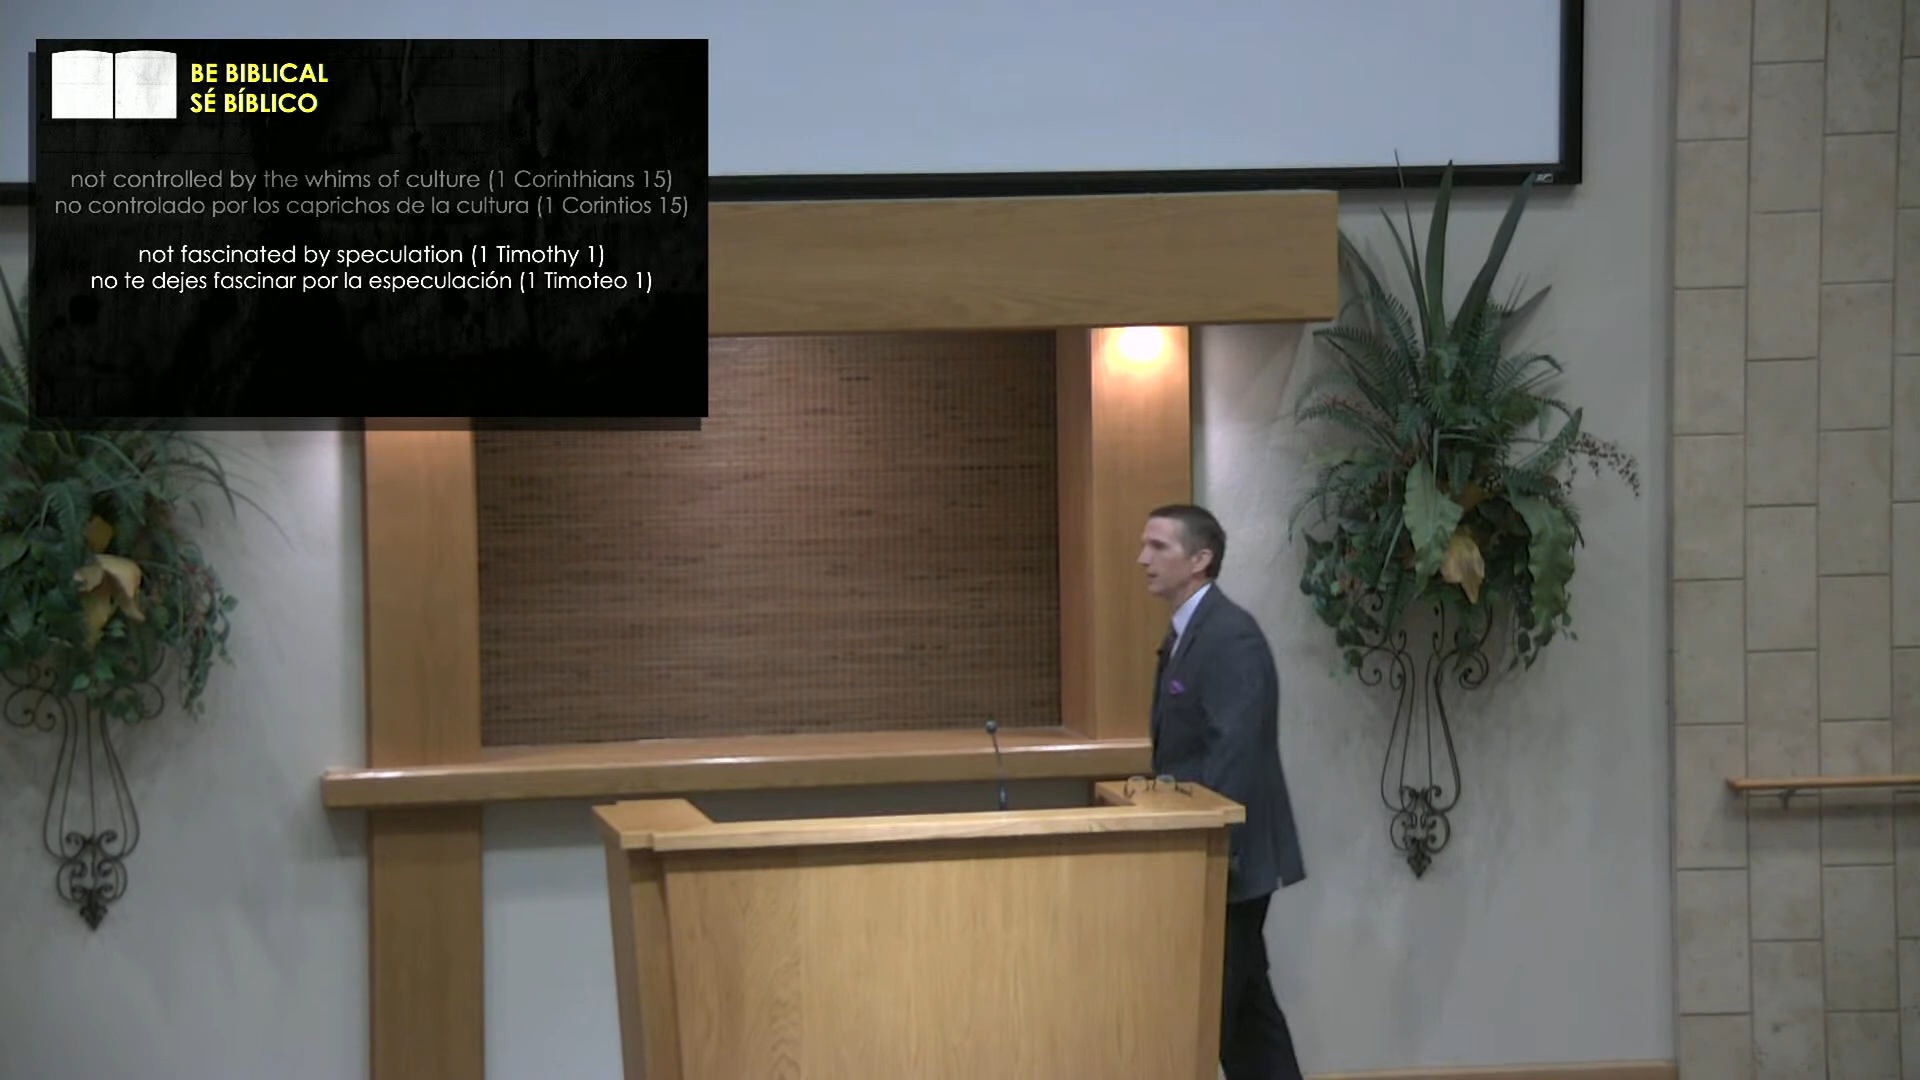 BE BIBLICAL
SÉ BÍBLICO
not controlled by the whims of culture (1 Corinthians 15)
no controlado por los caprichos de la cultura (1 Corintios 15)
not fascinated by speculation (1 Timothy 1)
no te dejes fascinar por la especulación (1 Timoteo 1)